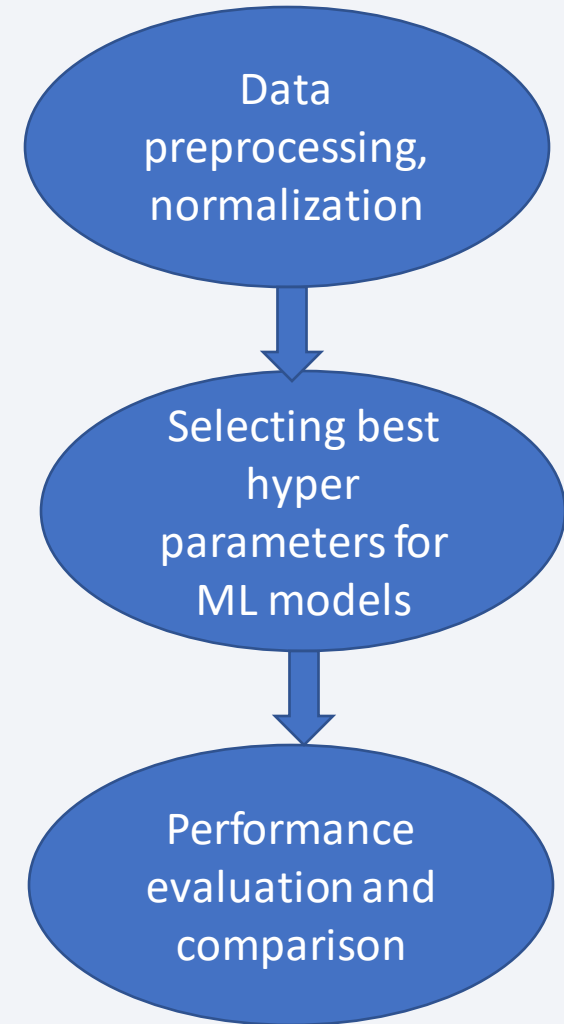 Data
preprocessing,
normalization
Selecting best
hyper
parameters for
ML models
Performance
evaluation and
comparison